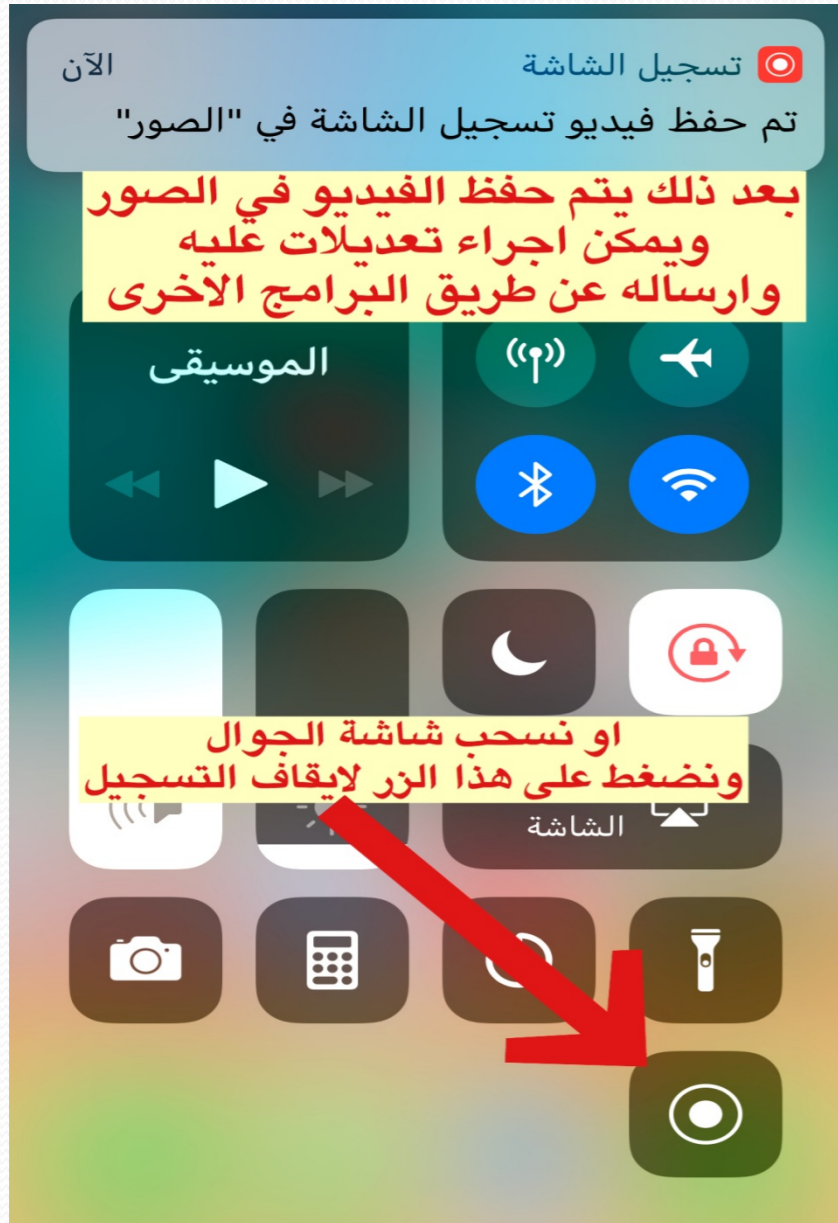 تسجيل الشاشة
الآن
تم حفظ فيديو تسجيل الشاشة في "الصور"
بعد ذلك يتم حفظ الفيديو في الصور
ويمكن اجراء تعديلات عليه
وارساله عن طريق البرامج الاخرى
الموسيقى
او نسحب شاشة الجوال
ونضغط على هذا الزر لايقاف التسجيل
الشاشة